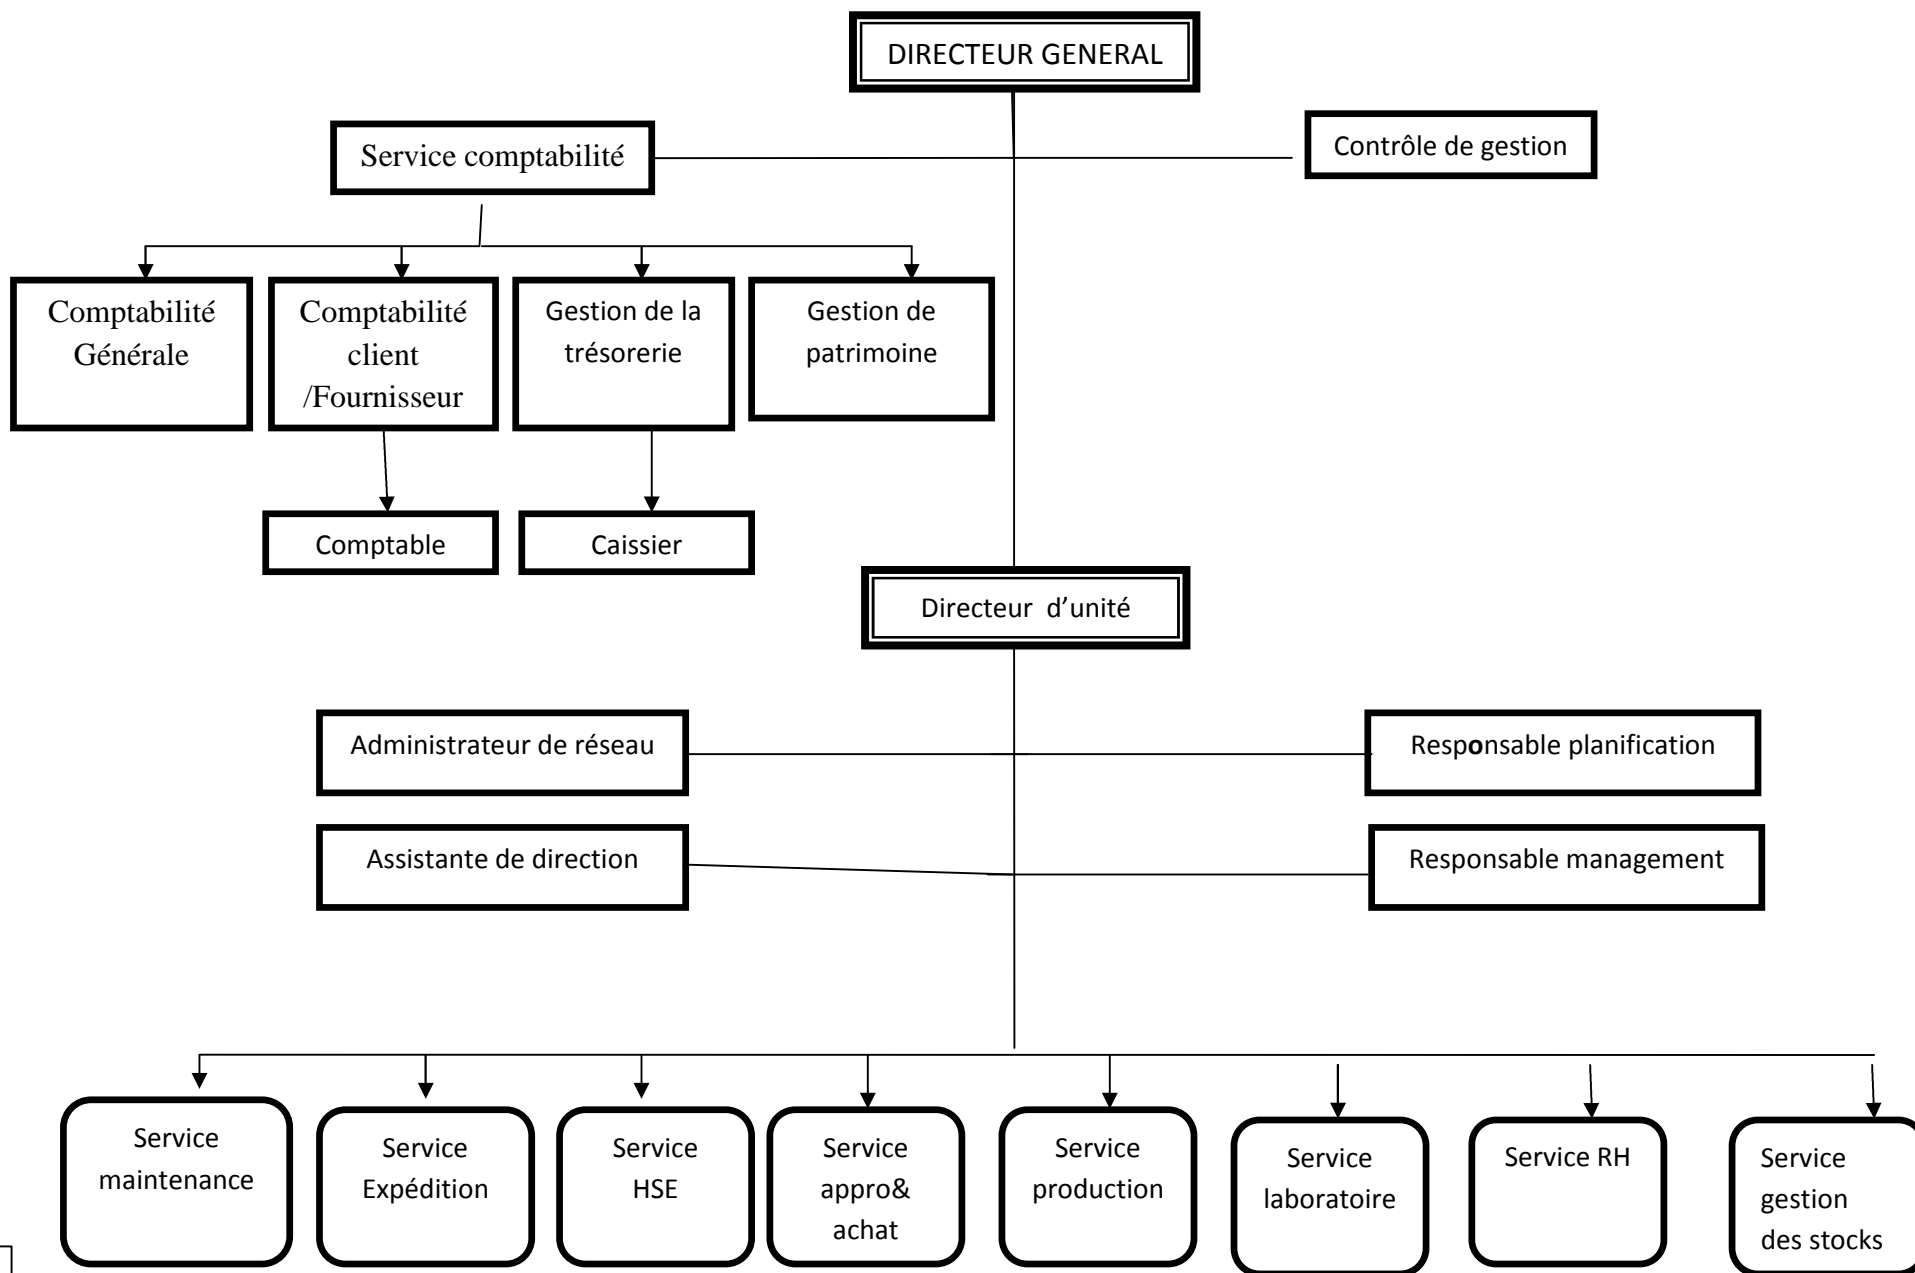 DIRECTEUR GENERAL
Service comptabilité
Contrôle de gestion
Comptabilité
Générale
Comptabilité
client
/Fournisseur
Gestion de la
trésorerie
Gestion de
patrimoine
Comptable
Caissier
Directeur d’unité
Administrateur de réseau
Responsable planification
Assistante de direction
Responsable management
Service
maintenance
Service
Expédition
Service
HSE
Service
appro&
achat
Service
production
Service
laboratoire
Service RH
Service
gestion
des stocks